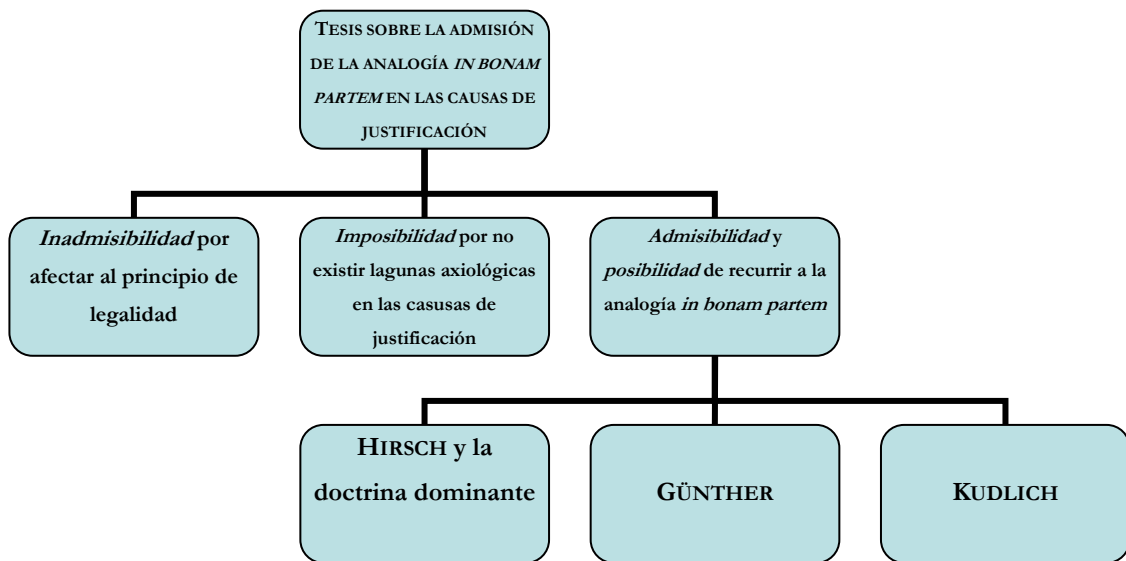 TESIS SOBRE LA ADMISIÓN
DE LA ANALOGÍA IN BONAM
PARTEM EN LAS CAUSAS DE
JUSTIFICACIÓN
Inadmisibilidad por
afectar al principio de
legalidad
Imposibilidad por no
existir lagunas axiológicas
en las casusas de
justificación
Admisibilidad y
posibilidad de recurrir a la
analogía in bonam partem
HIRSCH y la
doctrina dominante
GÜNTHER
KUDLICH